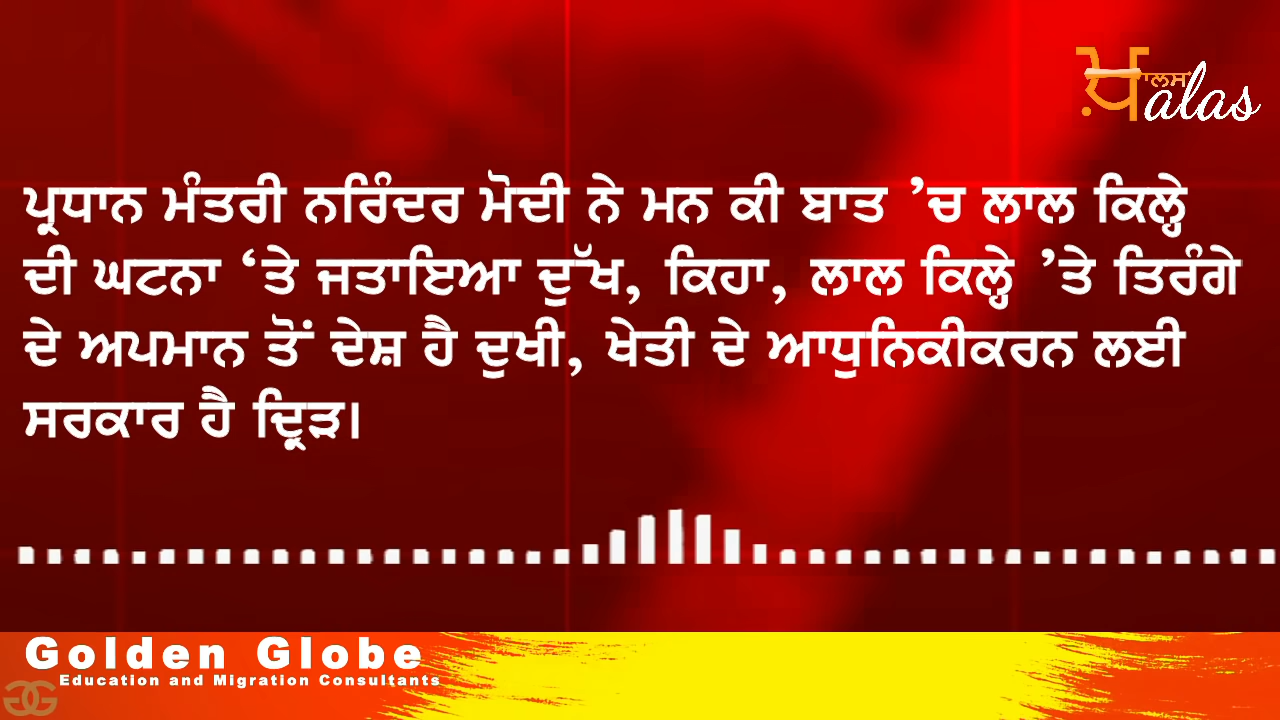 ਖ਼ਾਲਸ
alas
ਪ੍ਰਧਾਨ ਮੰਤਰੀ ਨਰਿੰਦਰ ਮੋਦੀ ਨੇ ਮਨ ਕੀ ਬਾਤ ’ਚ ਲਾਲ ਕਿਲ੍ਹੇ
ਦੀ ਘਟਨਾ ‘ਤੇ ਜਤਾਇਆ ਦੁੱਖ, ਕਿਹਾ, ਲਾਲ ਕਿਲ੍ਹੇ ’ਤੇ ਤਿਰੰਗੇ
ਦੇ ਅਪਮਾਨ ਤੋਂ ਦੇਸ਼ ਹੈ ਦੁਖੀ, ਖੇਤੀ ਦੇ ਆਧੁਨਿਕੀਕਰਨ ਲਈ
ਸਰਕਾਰ ਹੈ ਦ੍ਰਿੜ।
Golden Globe
Education and Migration Consultants
GG